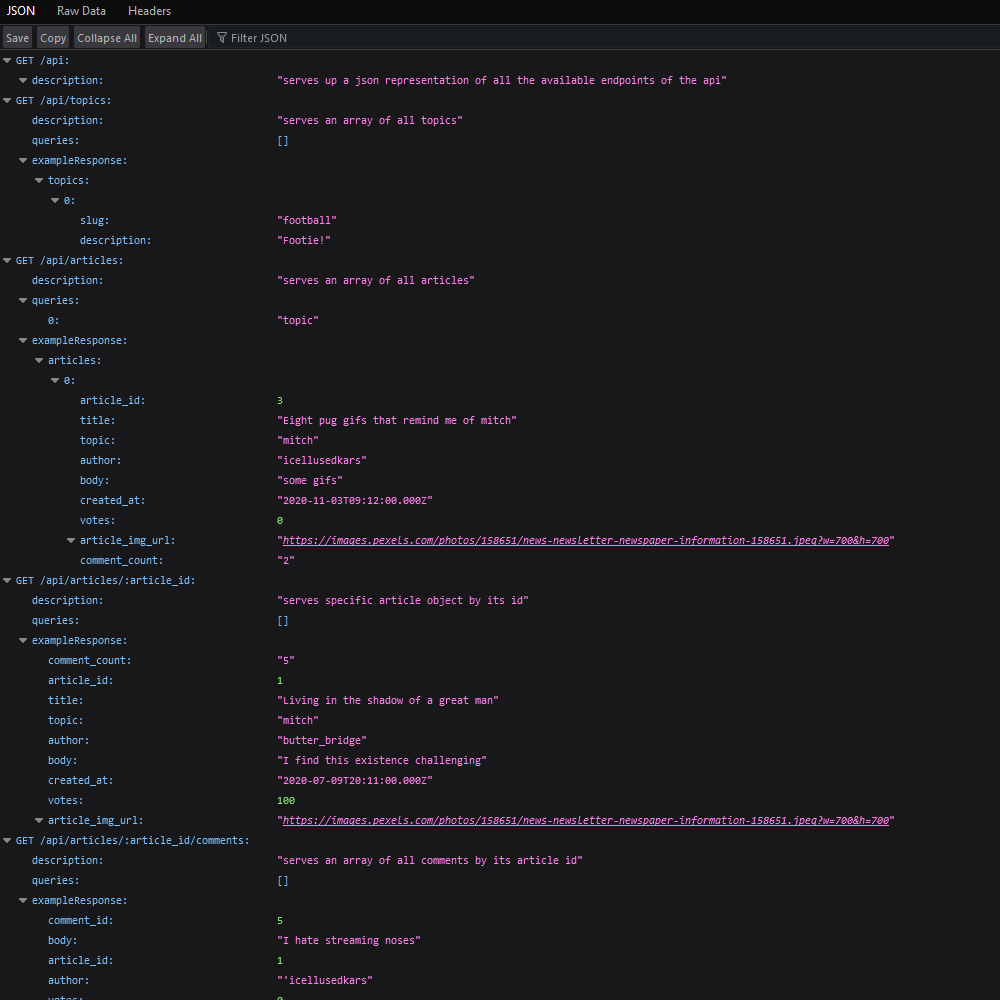 JSON Raw Data Headers
Save Copy Collapse All Expand All Filter JSON
GET /api:
description: "serves up a json representation of all the available endpoints of the api"
GET /api/topics:
description: "serves an array of all topics"
queries: []
exampleResponse:
topics:
0:
slug: "football"
description: "Footie!"
GET /api/articles:
description: "serves an array of all articles"
queries:
0: "topic"
exampleResponse:
articles:
0:
article_id: 3
title: "Eight pug gifs that remind me of mitch"
topic: "mitch"
author: "icellusedkars"
body: "some gifs"
created_at: "2020-11-03T09:12:00.000Z"
votes: 0
article_img_url: "https://images.pexels.com/photos/158651/news-newsletter-newspaper-information-158651.jpeg?w=700&h=700"
comment_count: "2"
GET /api/articles/:article_id:
description: "serves specific article object by its id"
queries: []
exampleResponse:
comment_count: "5"
article_id: 1
title: "Living in the shadow of a great man"
topic: "mitch"
author: "butter_bridge"
body: "I find this existence challenging"
created_at: "2020-07-09T20:11:00.000Z"
votes: 100
article_img_url: "https://images.pexels.com/photos/158651/news-newsletter-newspaper-information-158651.jpeg?w=700&h=700"
GET /api/articles/:article_id/comments:
description: "serves an array of all comments by its article id"
queries: []
exampleResponse:
comment_id: 5
body: "I hate streaming noses"
article_id: 1
author: "'icellusedkars"
votes: 0